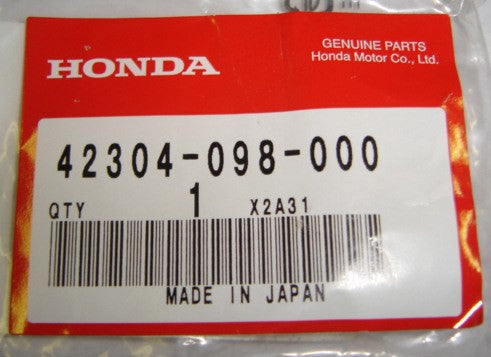 HONDA
GENUINE PARTS
Honda Motor Co., Ltd.
42304-098-000
QTY 1 X2A31
MADE IN JAPAN